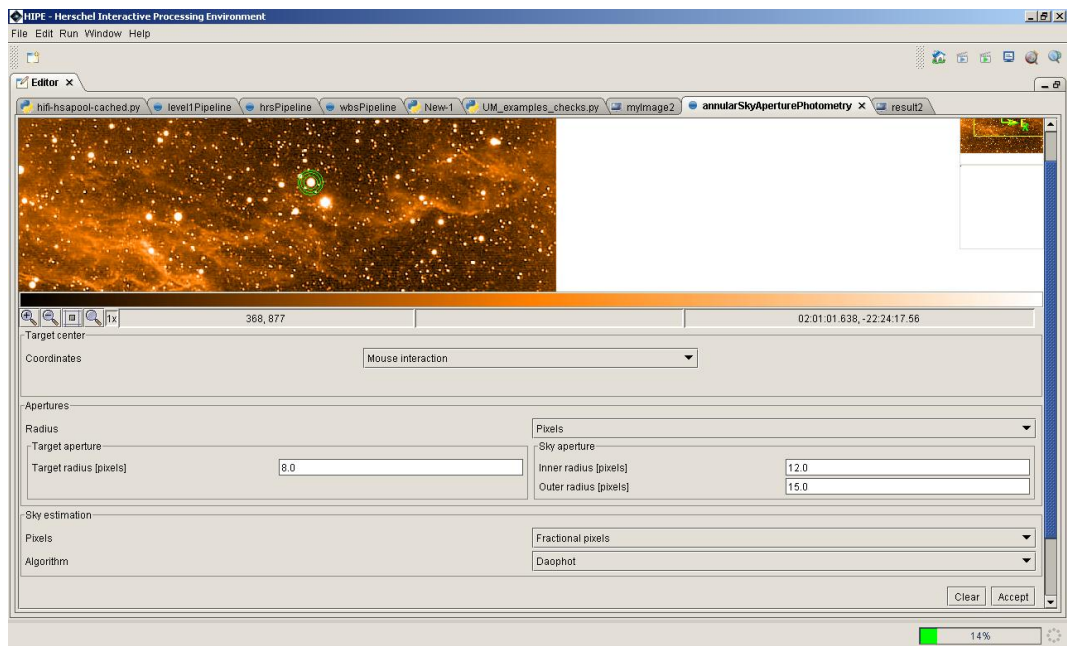 HIPE - Herschel Interactive Processing Environment
File Edit Run Window Help
Editor
hifi-hsapool-cached.py level1Pipeline hrsPipeline wbsPipeline New-1 UM_examples_checks.py myImage2 annularSkyAperturePhotometry result2
1x 368, 877 02:01:01.638, -22:24:17.56
Target center
Coordinates Mouse interaction
Apertures
Radius Pixels
Target aperture Sky aperture
Target radius [pixels] 8.0 Inner radius [pixels] 12.0
Outer radius [pixels] 15.0
Sky estimation
Pixels Fractional pixels
Algorithm Daophot
Clear Accept
14%